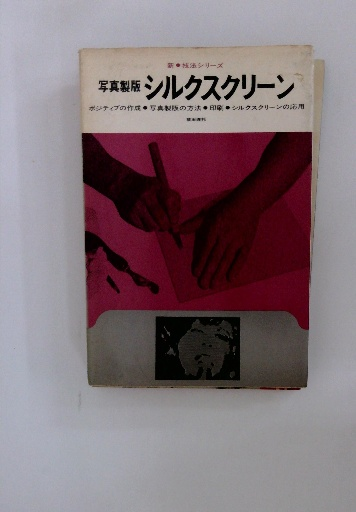 新●技法シリーズ
写真製版 シルクスクリーン
ポジティブの作成●写真製版の方法●印刷●シルクスクリーンの応用